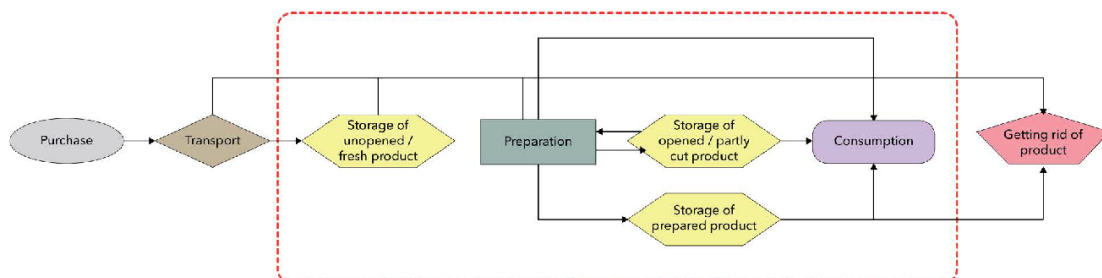 Purchase
Transport
Storage of
unopened /
fresh product
Preparation
Storage of
opened / partly
cut product
Consumption
Getting rid of
product
Storage of
prepared product